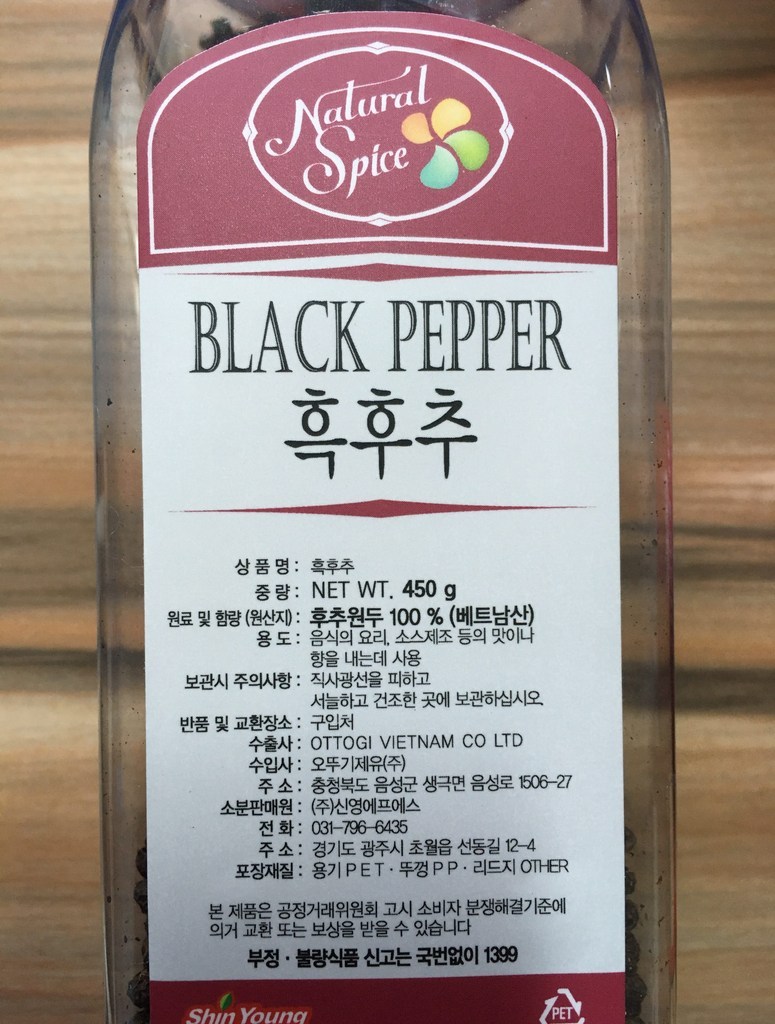 Natural
Spice
BLACK PEPPER
흑후추
상 품 명 : 흑후추
중 량 : NET WT. 450 g
원료 및 함량 (원산지) : 후추원두 100 % (베트남산)
용 도 : 음식의 요리, 소스제조 등의 맛이나
향을 내는데 사용
보관시 주의사항 : 직사광선을 피하고
서늘하고 건조한 곳에 보관하십시오.
반품 및 교환장소 : 구입처
수출사 : OTTOGI VIETNAM CO LTD
수입사 : 오뚜기제유(주)
주 소 : 충청북도 음성군 생극면 음성로 1506-27
소분판매원 : (주)신영에프에스
전 화 : 031-796-6435
주 소 : 경기도 광주시 초월읍 선동길 12-4
포장재질 : 용기 PET · 뚜껑 PP · 리드지 OTHER
본 제품은 공정거래위원회 고시 소비자 분쟁해결기준에
의거 교환 또는 보상을 받을 수 있습니다
부정 · 불량식품 신고는 국번없이 1399
Shin Young
PET